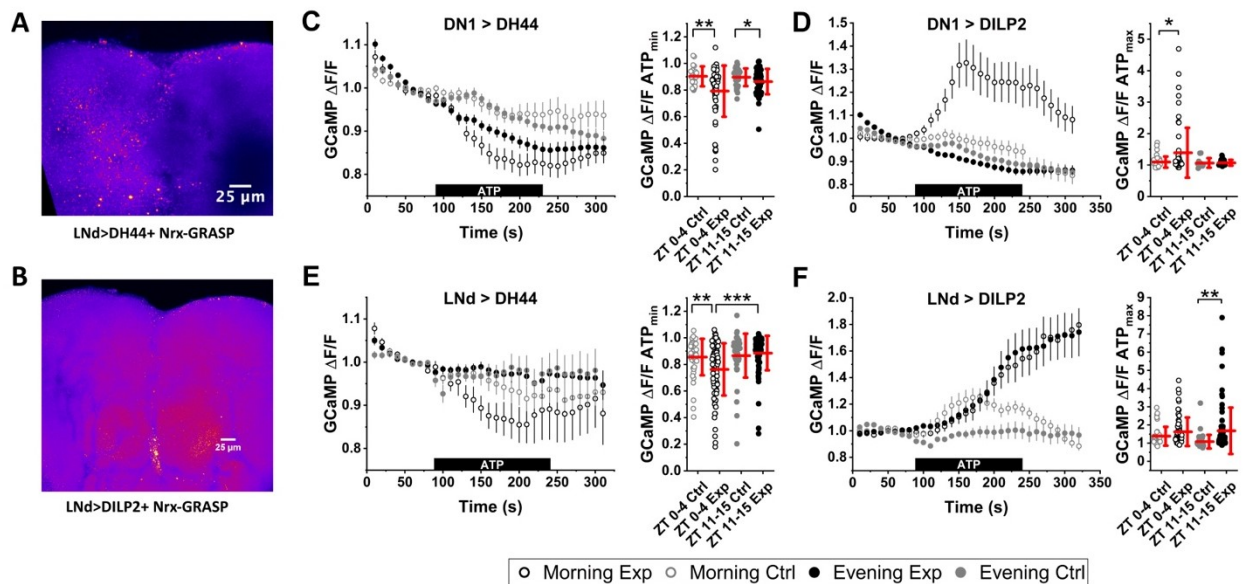 A
25 μm
LNd>DH44+ Nrx-GRASP
B
25 μm
LNd>DILP2+ Nrx-GRASP
C
DN1 > DH44
GCaMP ΔF/F
1.1
1.0
0.9
0.8
ATP
0 50 100 150 200 250 300
Time (s)
** *
GCaMP ΔF/F ATPmin
1.4
1.2
1.0
0.8
0.6
0.4
0.2
0.0
ZT 0-4 Ctrl
ZT 0-4 Exp
ZT 11-15 Ctrl
ZT 11-15 Exp
D
DN1 > DILP2
GCaMP ΔF/F
1.4
1.3
1.2
1.1
1.0
0.9
0.8
ATP
0 50 100 150 200 250 300 350
Time (s)
*
GCaMP ΔF/F ATPmax
6
5
4
3
2
1
0
ZT 0-4 Ctrl
ZT 0-4 Exp
ZT 11-15 Ctrl
ZT 11-15 Exp
E
LNd > DH44
GCaMP ΔF/F
1.1
1.0
0.9
0.8
ATP
0 50 100 150 200 250 300
Time (s)
** ***
GCaMP ΔF/F ATPmin
1.4
1.2
1.0
0.8
0.6
0.4
0.2
0.0
ZT 0-4 Ctrl
ZT 0-4 Exp
ZT 11-15 Ctrl
ZT 11-15 Exp
F
LNd > DILP2
GCaMP ΔF/F
2.0
1.8
1.6
1.4
1.2
1.0
0.8
ATP
0 50 100 150 200 250 300 350
Time (s)
**
GCaMP ΔF/F ATPmax
9
8
7
6
5
4
3
2
1
0
ZT 0-4 Ctrl
ZT 0-4 Exp
ZT 11-15 Ctrl
ZT 11-15 Exp
Morning Exp Morning Ctrl Evening Exp Evening Ctrl